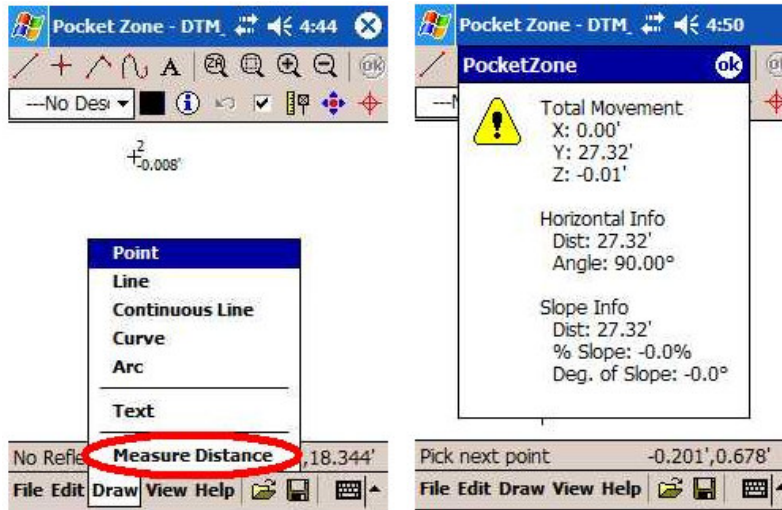 Pocket Zone - DTM_ 4:44
A ZA ok
---No Des
2
-0.008'
Point
Line
Continuous Line
Curve
Arc
Text
Measure Distance
No Refle ,18.344'
File Edit Draw View Help
Pocket Zone - DTM_ 4:50
PocketZone ok
Total Movement
X: 0.00'
Y: 27.32'
Z: -0.01'
Horizontal Info
Dist: 27.32'
Angle: 90.00°
Slope Info
Dist: 27.32'
% Slope: -0.0%
Deg. of Slope: -0.0°
Pick next point -0.201',0.678'
File Edit Draw View Help